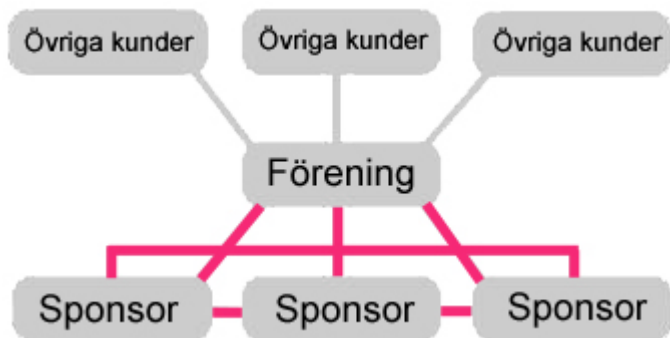 Övriga kunder
Övriga kunder
Övriga kunder
Förening
Sponsor
Sponsor
Sponsor